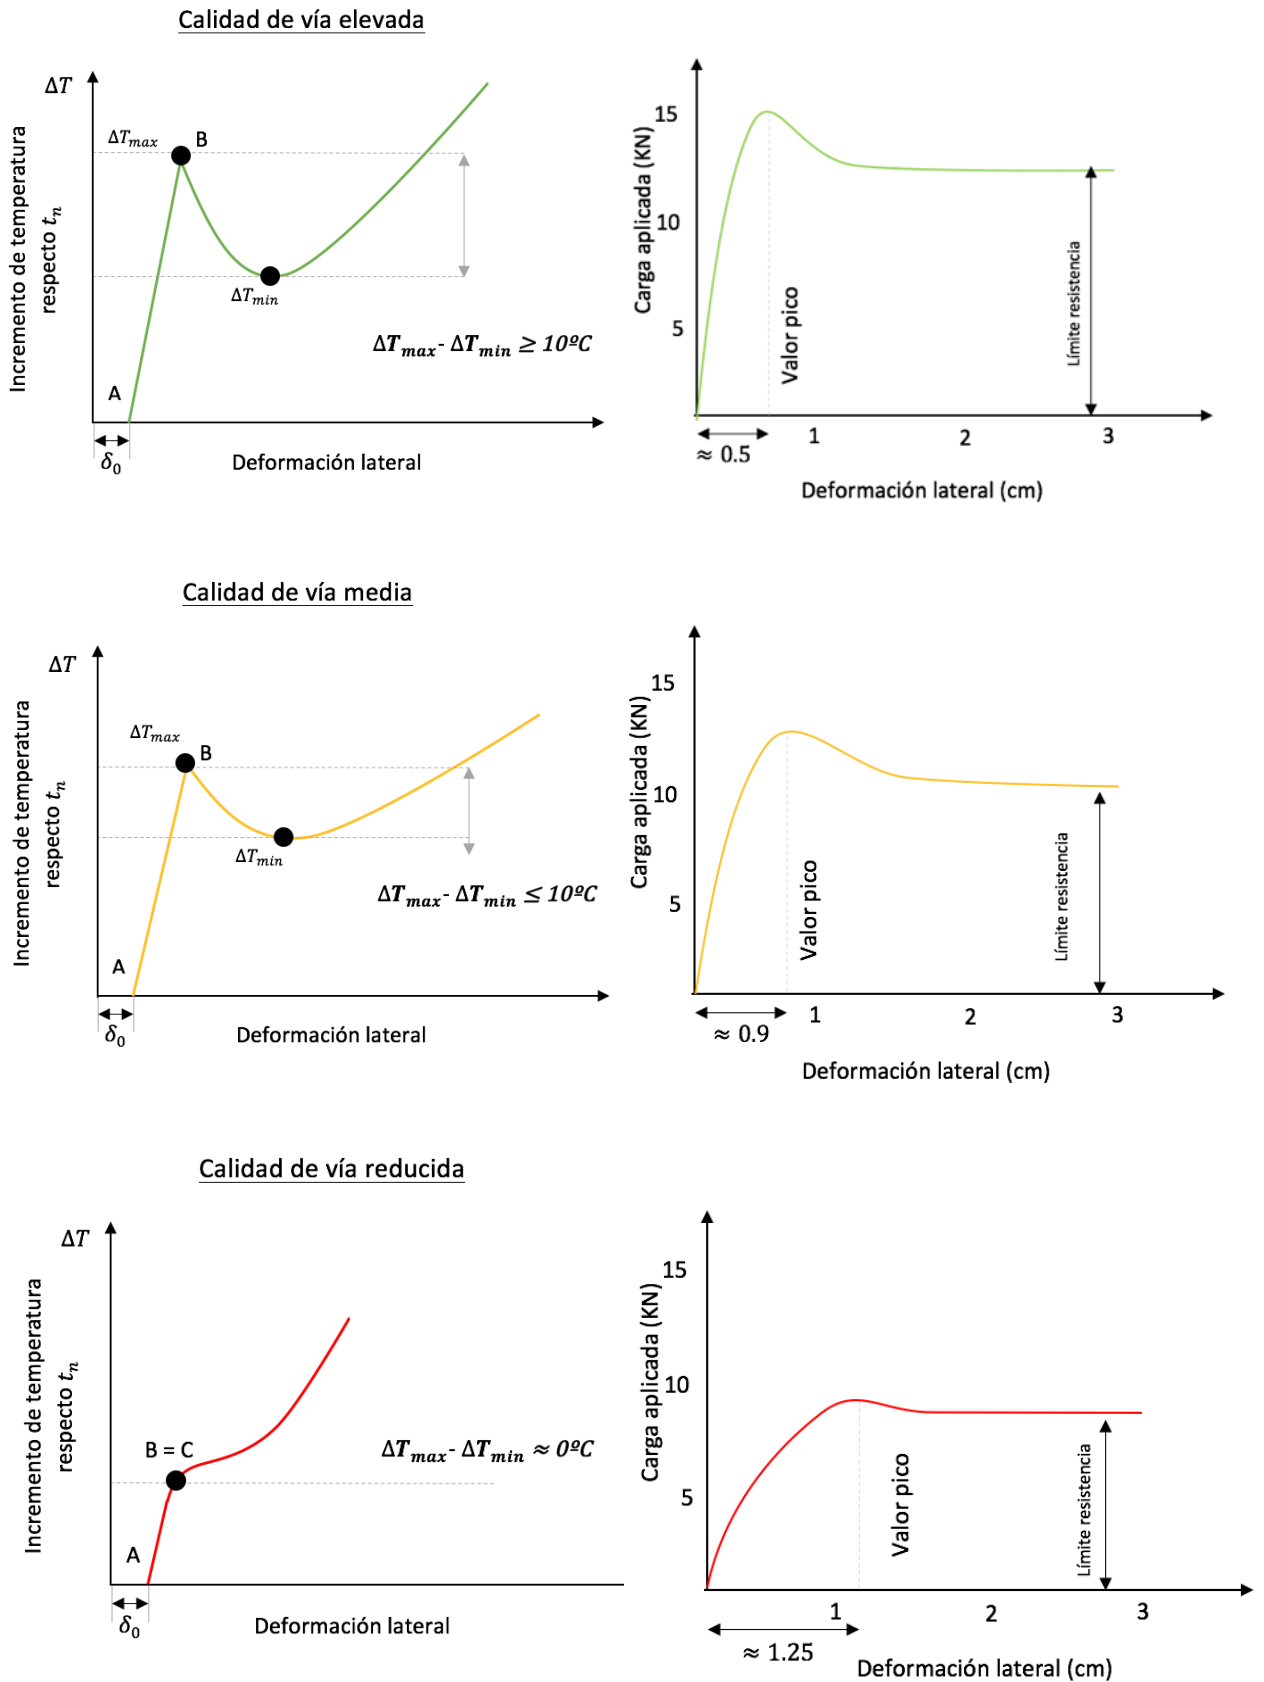 Calidad de vía elevada
ΔT
Incremento de temperatura
respecto tₙ
ΔTₘₐₓ
B
ΔTₘᵢₙ
ΔTₘₐₓ- ΔTₘᵢₙ ≥ 10ºC
A
δ₀
Deformación lateral
Carga aplicada (KN)
15
10
5
Valor pico
Límite resistencia
1
2
3
≈ 0.5
Deformación lateral (cm)
Calidad de vía media
ΔT
Incremento de temperatura
respecto tₙ
ΔTₘₐₓ
B
ΔTₘᵢₙ
ΔTₘₐₓ- ΔTₘᵢₙ ≤ 10ºC
A
δ₀
Deformación lateral
Carga aplicada (KN)
15
10
5
Valor pico
Límite resistencia
1
2
3
≈ 0.9
Deformación lateral (cm)
Calidad de vía reducida
ΔT
Incremento de temperatura
respecto tₙ
B = C
ΔTₘₐₓ- ΔTₘᵢₙ ≈ 0ºC
A
δ₀
Deformación lateral
Carga aplicada (KN)
15
10
5
Valor pico
Límite resistencia
1
2
3
≈ 1.25
Deformación lateral (cm)